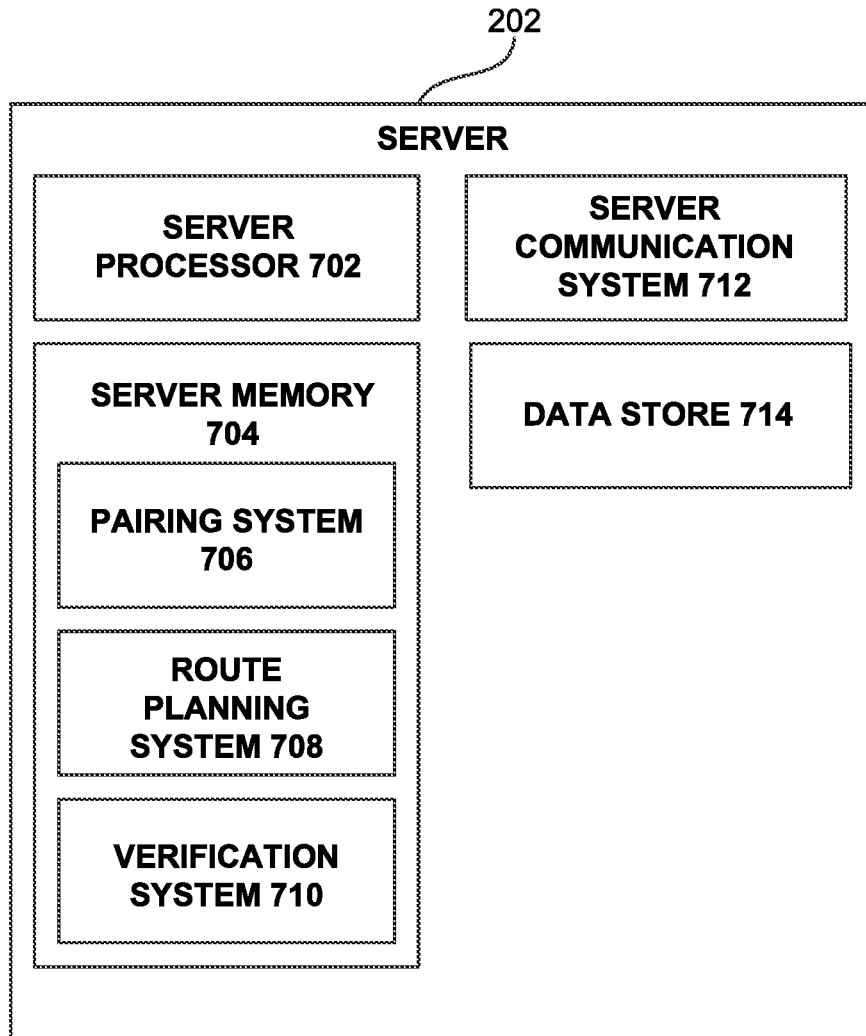 202
SERVER
SERVER
PROCESSOR 702
SERVER
COMMUNICATION
SYSTEM 712
SERVER MEMORY
704
DATA STORE 714
PAIRING SYSTEM
706
ROUTE
PLANNING
SYSTEM 708
VERIFICATION
SYSTEM 710